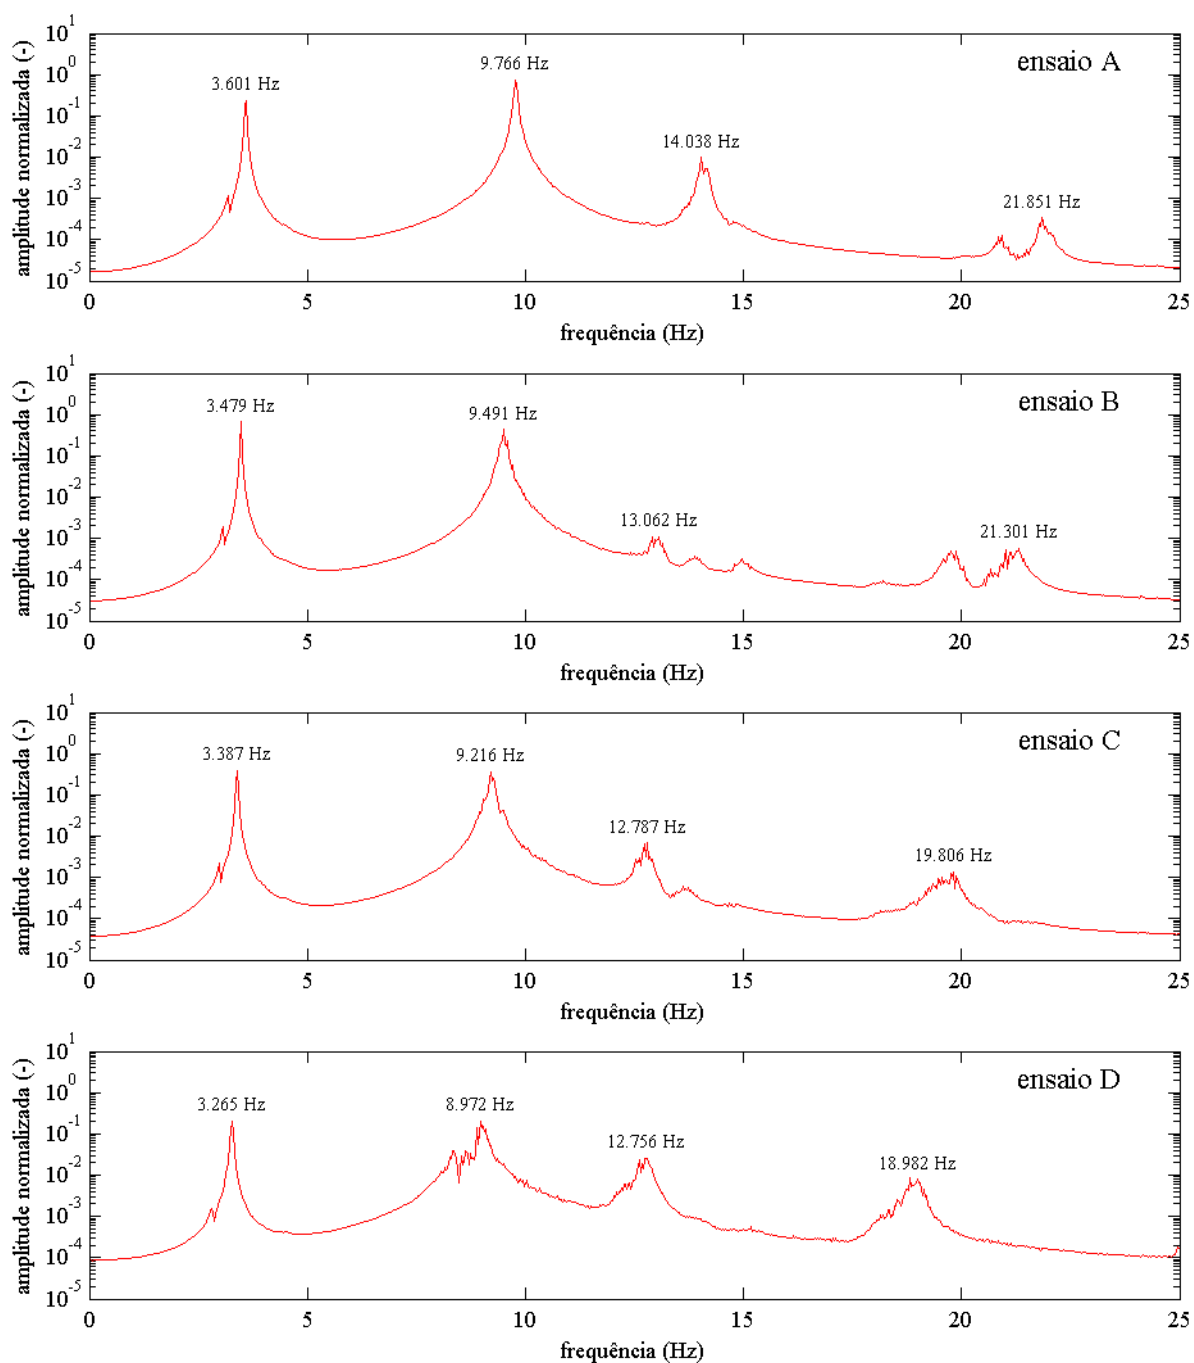 ensaio A
amplitude normalizada (-)
10^1
10^0
10^-1
10^-2
10^-3
10^-4
10^-5
3.601 Hz
9.766 Hz
14.038 Hz
21.851 Hz
0 5 10 15 20 25
frequência (Hz)
ensaio B
amplitude normalizada (-)
10^1
10^0
10^-1
10^-2
10^-3
10^-4
10^-5
3.479 Hz
9.491 Hz
13.062 Hz
21.301 Hz
0 5 10 15 20 25
frequência (Hz)
ensaio C
amplitude normalizada (-)
10^1
10^0
10^-1
10^-2
10^-3
10^-4
10^-5
3.387 Hz
9.216 Hz
12.787 Hz
19.806 Hz
0 5 10 15 20 25
frequência (Hz)
ensaio D
amplitude normalizada (-)
10^1
10^0
10^-1
10^-2
10^-3
10^-4
10^-5
3.265 Hz
8.972 Hz
12.756 Hz
18.982 Hz
0 5 10 15 20 25
frequência (Hz)